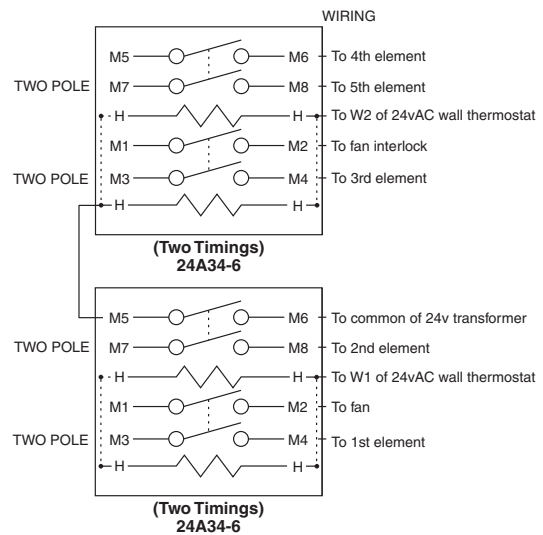 WIRING
M5 M6 To 4th element
TWO POLE M7 M8 To 5th element
H H To W2 of 24vAC wall thermostat
M1 M2 To fan interlock
TWO POLE M3 M4 To 3rd element
H H
(Two Timings)
24A34-6
M5 M6 To common of 24v transformer
TWO POLE M7 M8 To 2nd element
H H To W1 of 24vAC wall thermostat
M1 M2 To fan
TWO POLE M3 M4 To 1st element
H H
(Two Timings)
24A34-6